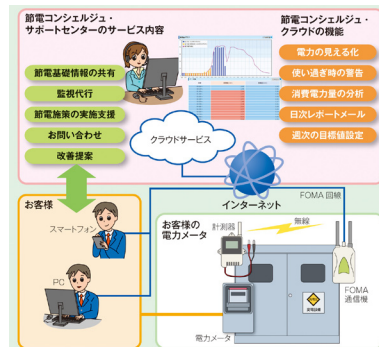 節電コンシェルジュ・
サポートセンターのサービス内容
節電基礎情報の共有
監視代行
節電施策の実施支援
お問い合わせ
改善提案
節電コンシェルジュ・
クラウドの機能
電力の見える化
使い過ぎ時の警告
消費電力量の分析
日次レポートメール
週次の目標値設定
クラウドサービス
インターネット
FOMA 回線
お客様
スマートフォン
PC
お客様の
電力メータ
計測器
無線
FOMA
通信機
電力メータ